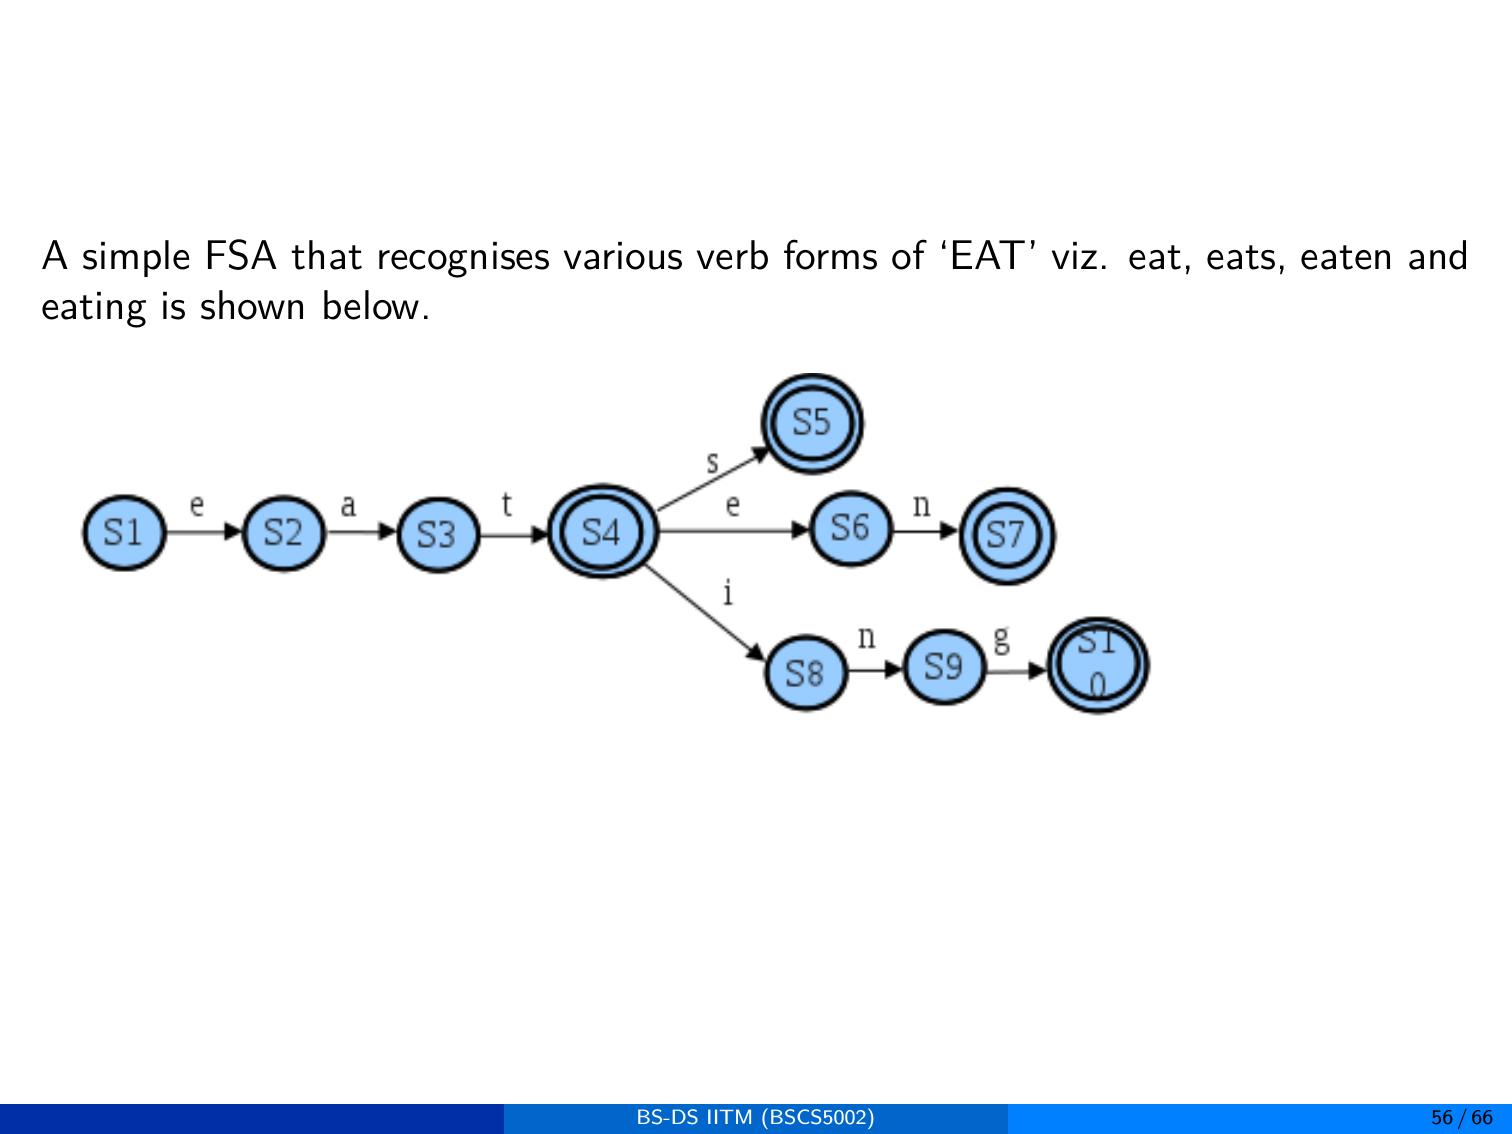 A simple FSA that recognises various verb forms of ‘EAT’ viz. eat, eats, eaten and
eating is shown below.
S5
s
e a t e n
S1 S2 S3 S4 S6 S7
i
n g
S8 S9 S1
0
BS-DS IITM (BSCS5002) 56 / 66